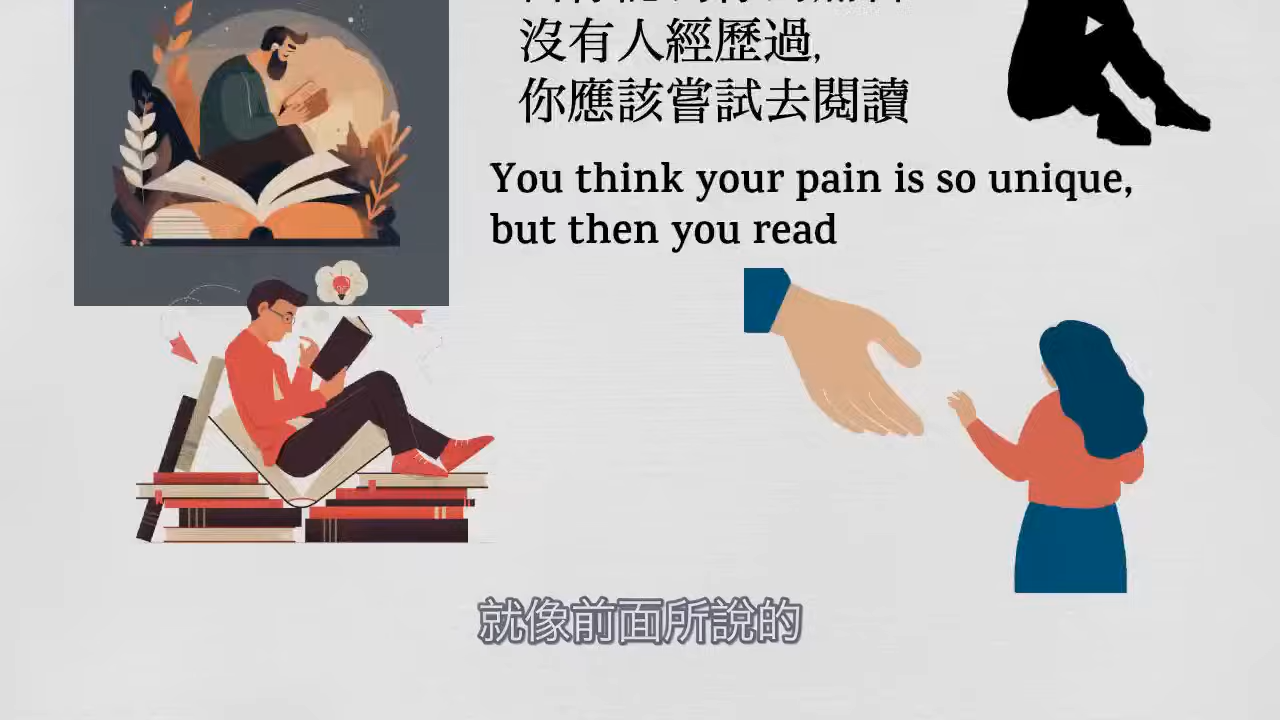 沒有人經歷過,
你應該嘗試去閱讀
You think your pain is so unique,
but then you read
就像前面所說的